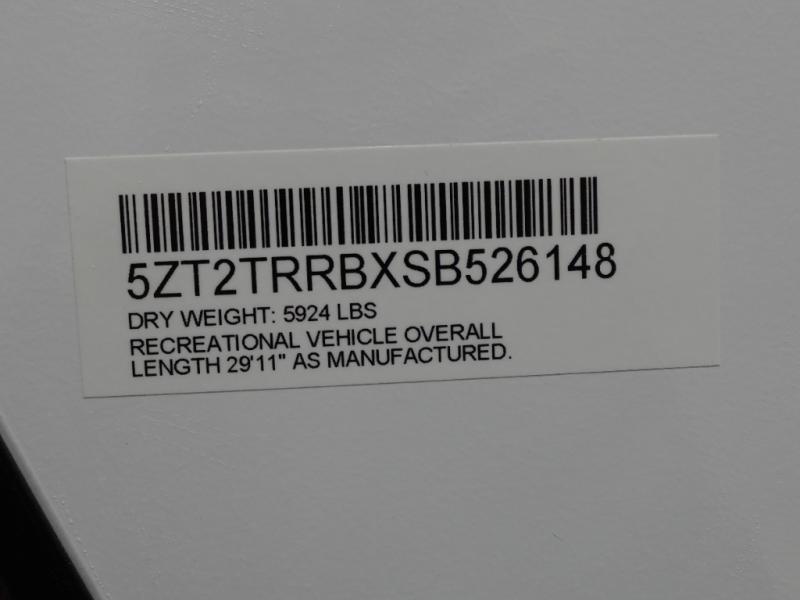 5ZT2TRRBXSB526148
DRY WEIGHT: 5924 LBS
RECREATIONAL VEHICLE OVERALL
LENGTH 29'11" AS MANUFACTURED.